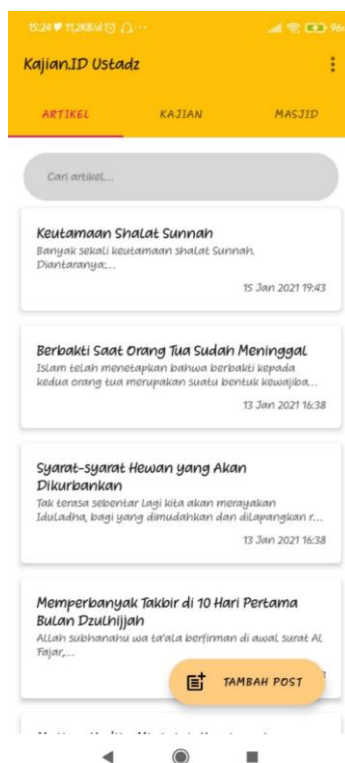 15:24 11,2KB/d
Kajian.ID Ustadz
ARTIKEL KAJIAN MASJID
Cari artikel...
Keutamaan Shalat Sunnah
Banyak sekali keutamaan shalat Sunnah.
Diantaranya:...
15 Jan 2021 19:43
Berbakti Saat Orang Tua Sudah Meninggal
Islam telah menetapkan bahwa berbakti kepada
kedua orang tua merupakan suatu bentuk kewajiba...
13 Jan 2021 16:38
Syarat-syarat Hewan yang Akan
Dikurbankan
Tak terasa sebentar lagi kita akan merayakan
Iduladha, bagi yang dimudahkan dan dilapangkan r...
13 Jan 2021 16:38
Memperbanyak Takbir di 10 Hari Pertama
Bulan Dzulhijjah
Allah subhanahu wa ta'ala berfirman di awal surat Al
Fajar,...
TAMBAH POST